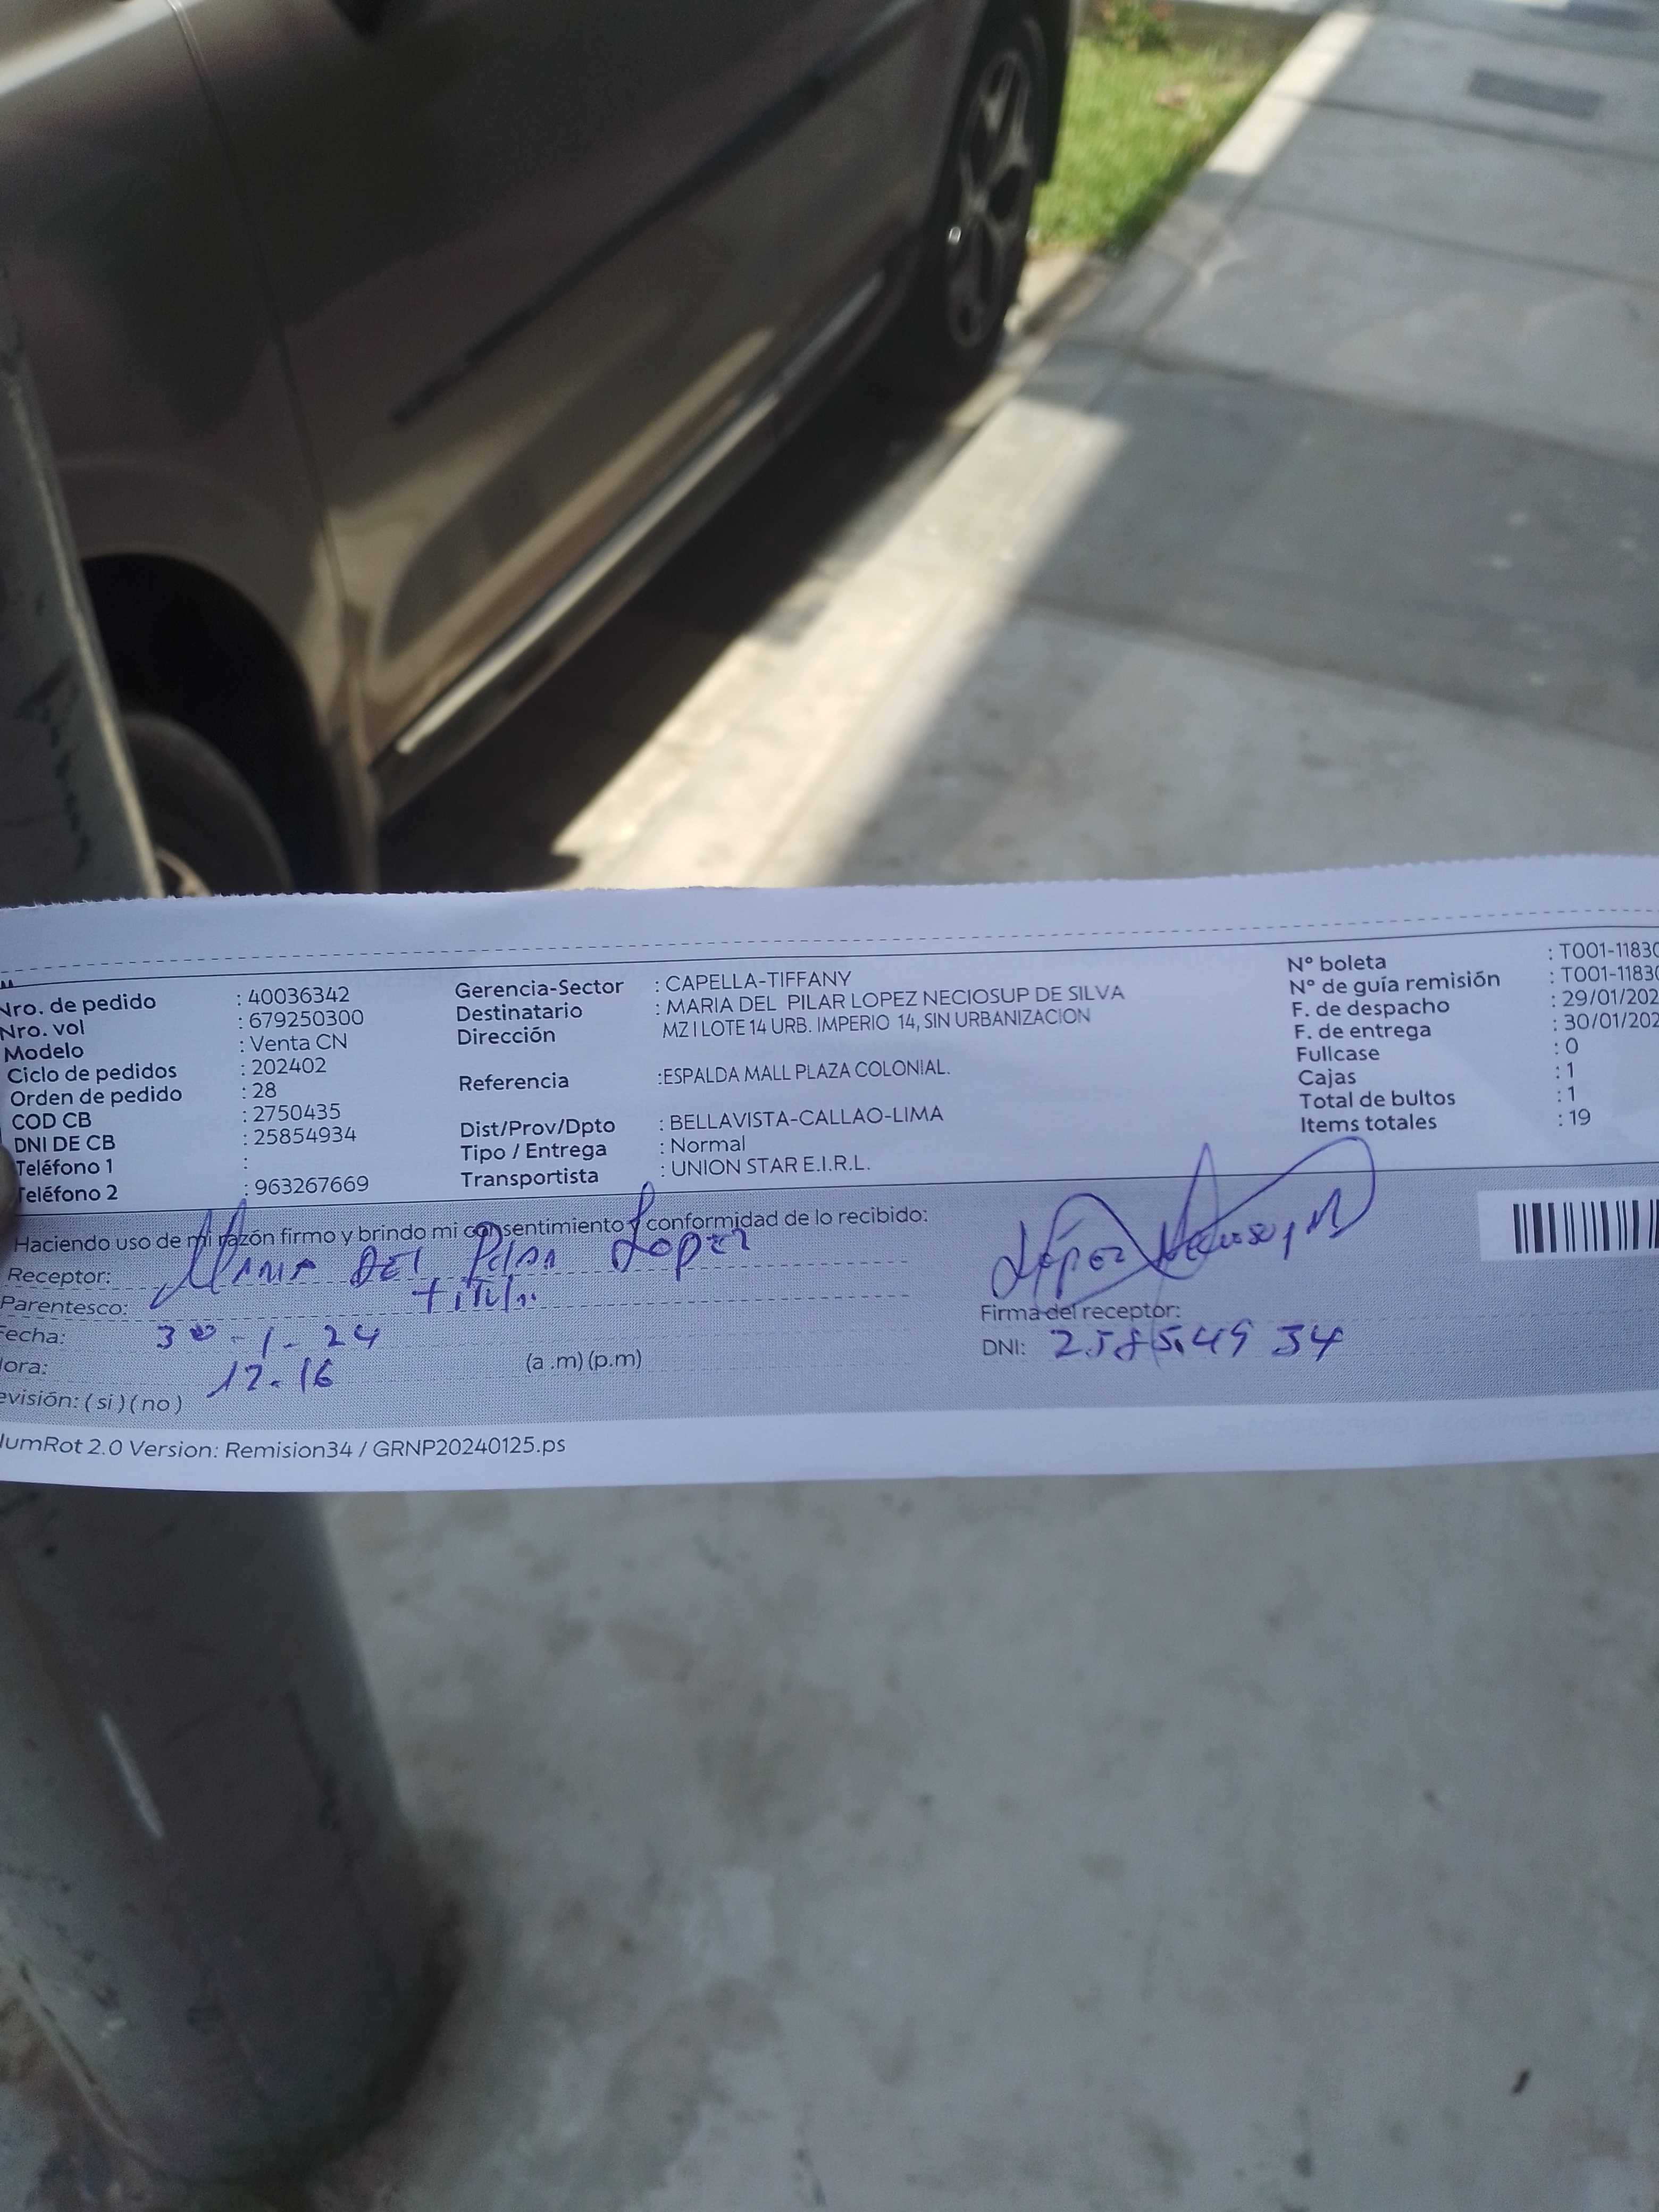 Nro. de pedido : 40036342
Nro. vol : 679250300
Modelo : Venta CN
Ciclo de pedidos : 202402
Orden de pedido : 28
COD CB : 2750435
DNI DE CB : 25854934
Teléfono 1 :
Teléfono 2 : 963267669
Gerencia-Sector : CAPELLA-TIFFANY
Destinatario : MARIA DEL PILAR LOPEZ NECIOSUP DE SILVA
Dirección MZ I LOTE 14 URB. IMPERIO 14, SIN URBANIZACION
Referencia :ESPALDA MALL PLAZA COLONIAL.
Dist/Prov/Dpto : BELLAVISTA-CALLAO-LIMA
Tipo / Entrega : Normal
Transportista : UNION STAR E.I.R.L.
N° boleta : T001-11830
N° de guía remisión : T001-11830
F. de despacho : 29/01/202
F. de entrega : 30/01/202
Fullcase : 0
Cajas : 1
Total de bultos : 1
Items totales : 19
Haciendo uso de mi razón firmo y brindo mi consentimiento y conformidad de lo recibido:
Receptor: MARIA DEL PILAR LOPEZ
Parentesco: titular
Fecha: 30-1-24
Hora: 12.16 (a .m) (p.m)
evisión: ( si ) ( no )
López Neciosup
Firma del receptor:
DNI: 25854934
lumRot 2.0 Version: Remision34 / GRNP20240125.ps